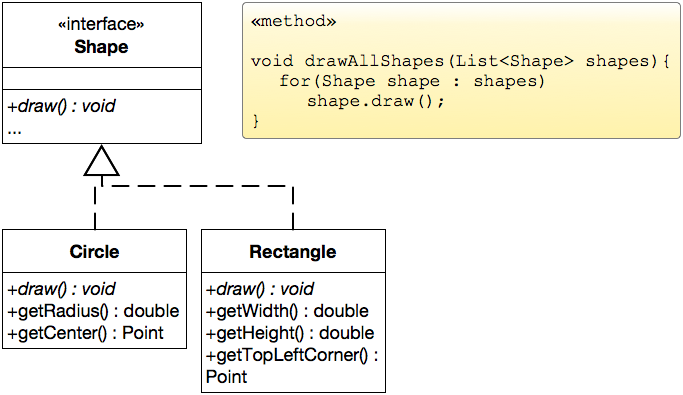 «interface»
Shape
+draw() : void
...
«method»
void drawAllShapes(List<Shape> shapes){
for(Shape shape : shapes)
shape.draw();
}
Circle
+draw() : void
+getRadius() : double
+getCenter() : Point
Rectangle
+draw() : void
+getWidth() : double
+getHeight() : double
+getTopLeftCorner() :
Point